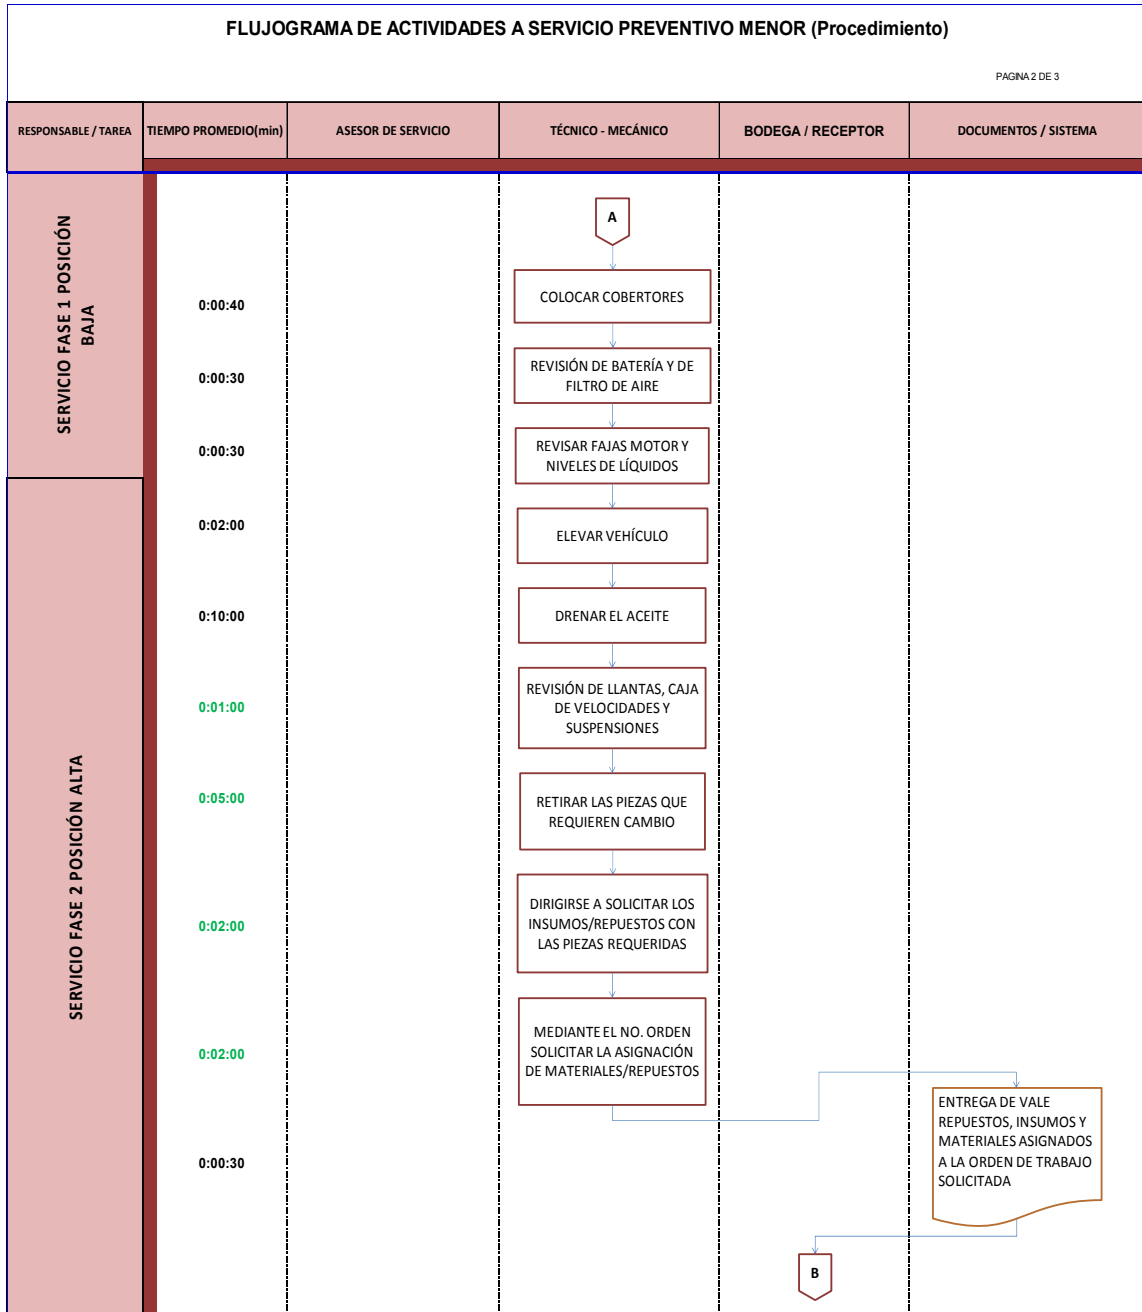 FLUJOGRAMA DE ACTIVIDADES A SERVICIO PREVENTIVO MENOR (Procedimiento)
PAGINA 2 DE 3
RESPONSABLE / TAREA
TIEMPO PROMEDIO(min)
ASESOR DE SERVICIO
TÉCNICO - MECÁNICO
BODEGA / RECEPTOR
DOCUMENTOS / SISTEMA
SERVICIO FASE 1 POSICIÓN
BAJA
A
0:00:40
COLOCAR COBERTORES
0:00:30
REVISIÓN DE BATERÍA Y DE
FILTRO DE AIRE
0:00:30
REVISAR FAJAS MOTOR Y
NIVELES DE LÍQUIDOS
SERVICIO FASE 2 POSICIÓN ALTA
0:02:00
ELEVAR VEHÍCULO
0:10:00
DRENAR EL ACEITE
0:01:00
REVISIÓN DE LLANTAS, CAJA
DE VELOCIDADES Y
SUSPENSIONES
0:05:00
RETIRAR LAS PIEZAS QUE
REQUIEREN CAMBIO
0:02:00
DIRIGIRSE A SOLICITAR LOS
INSUMOS/REPUESTOS CON
LAS PIEZAS REQUERIDAS
0:02:00
MEDIANTE EL NO. ORDEN
SOLICITAR LA ASIGNACIÓN
DE MATERIALES/REPUESTOS
0:00:30
ENTREGA DE VALE
REPUESTOS, INSUMOS Y
MATERIALES ASIGNADOS
A LA ORDEN DE TRABAJO
SOLICITADA
B